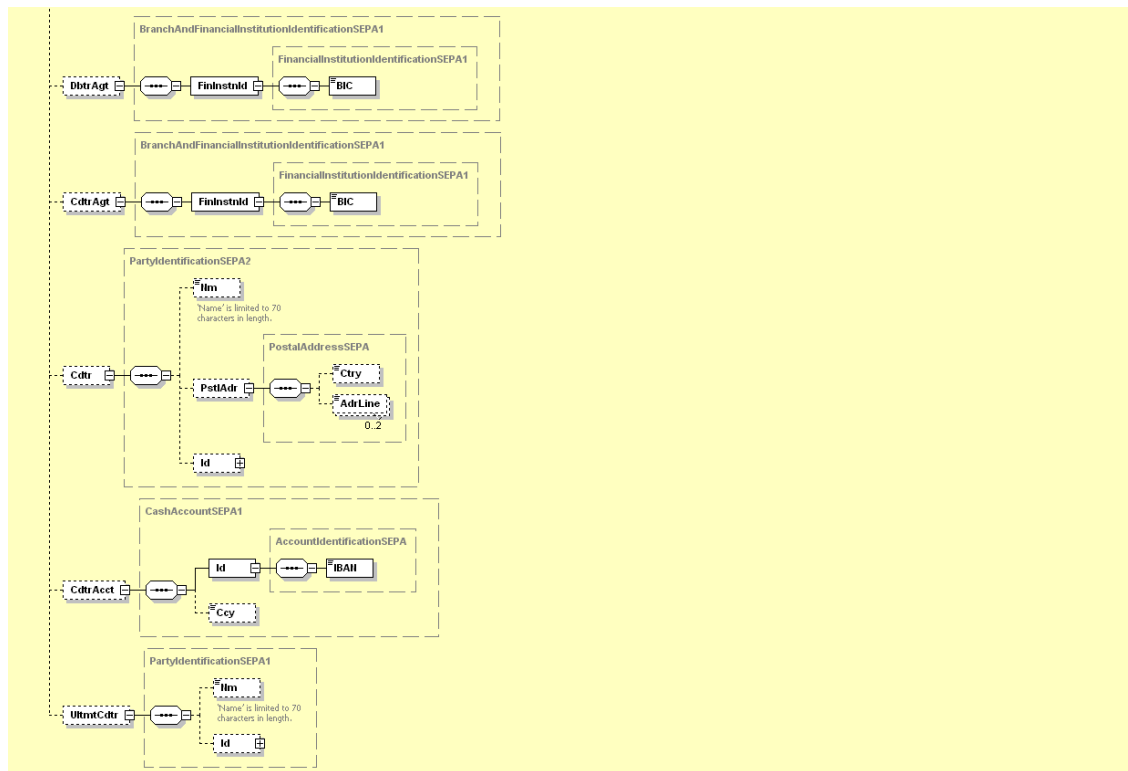 BranchAndFinancialInstitutionIdentificationSEPA1
FinancialInstitutionIdentificationSEPA1
DbtrAgt
FinInstnId
BIC
BranchAndFinancialInstitutionIdentificationSEPA1
FinancialInstitutionIdentificationSEPA1
CdtrAgt
FinInstnId
BIC
PartyIdentificationSEPA2
Nm
'Name' is limited to 70
characters in length.
PostalAddressSEPA
Ctry
Cdtr
PstlAdr
AdrLine
0..2
Id
CashAccountSEPA1
AccountIdentificationSEPA
Id
IBAN
CdtrAcct
Ccy
PartyIdentificationSEPA1
Nm
'Name' is limited to 70
characters in length.
UltmtCdtr
Id